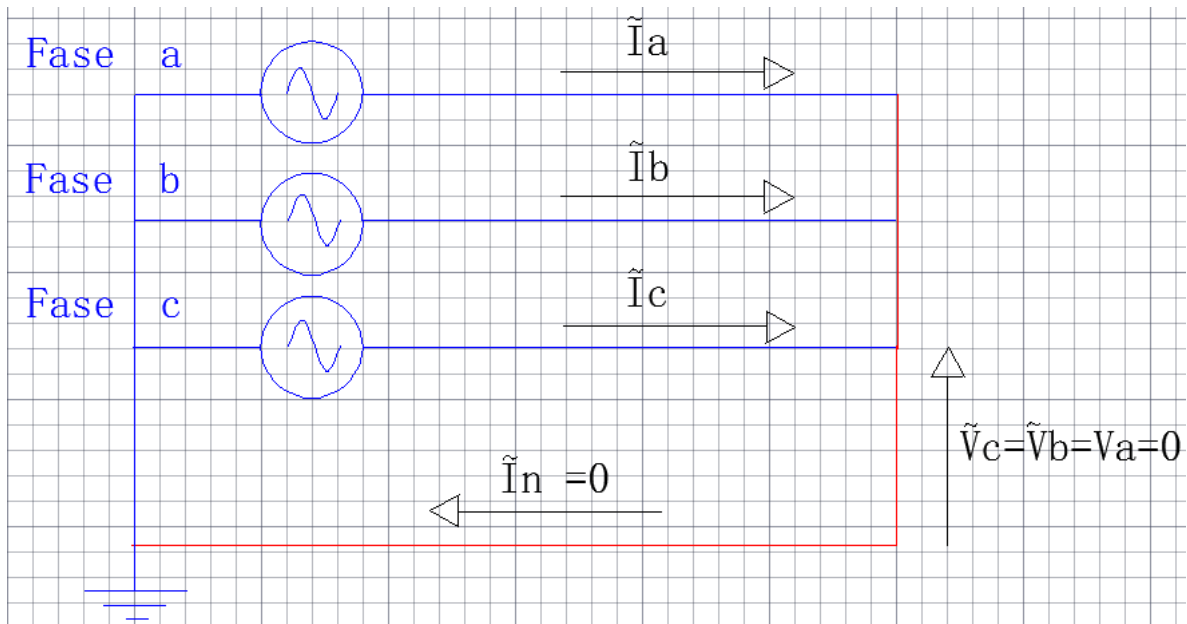 Fase a
Ĩa
Fase b
Ĩb
Fase c
Ĩc
Ṽc=Ṽb=Va=0
Ĩn =0